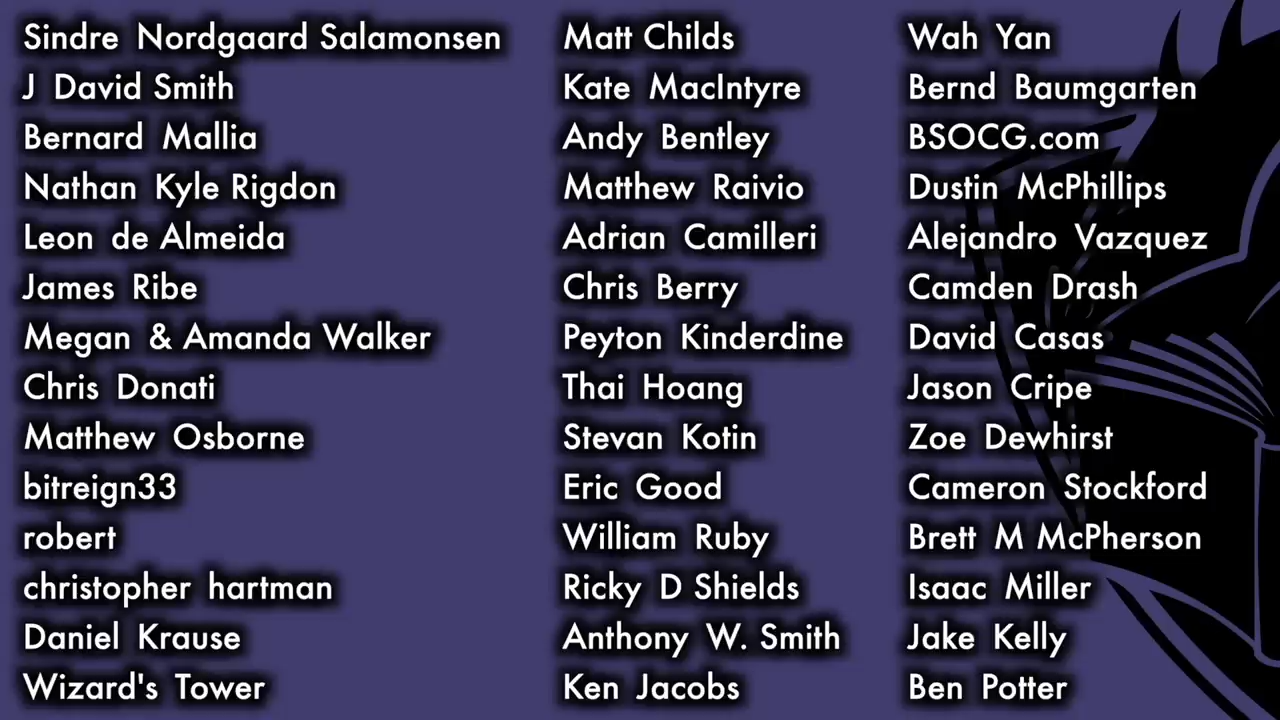 Sindre Nordgaard Salamonsen
J David Smith
Bernard Mallia
Nathan Kyle Rigdon
Leon de Almeida
James Ribe
Megan & Amanda Walker
Chris Donati
Matthew Osborne
bitreign33
robert
christopher hartman
Daniel Krause
Wizard's Tower
Matt Childs
Kate MacIntyre
Andy Bentley
Matthew Raivio
Adrian Camilleri
Chris Berry
Peyton Kinderdine
Thai Hoang
Stevan Kotin
Eric Good
William Ruby
Ricky D Shields
Anthony W. Smith
Ken Jacobs
Wah Yan
Bernd Baumgarten
BSOCG.com
Dustin McPhillips
Alejandro Vazquez
Camden Drash
David Casas
Jason Cripe
Zoe Dewhirst
Cameron Stockford
Brett M McPherson
Isaac Miller
Jake Kelly
Ben Potter